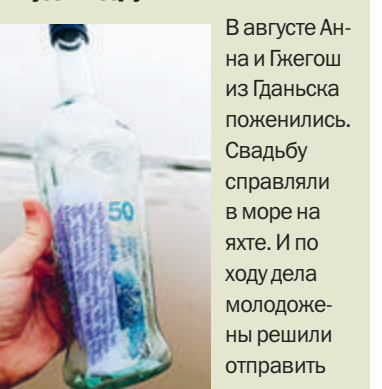 В августе Ан-
на и Гжегош
из Гданьска
поженились.
Свадьбу
справляли
в море на
яхте. И по
ходу дела
молодоже-
ны решили
отправить
50